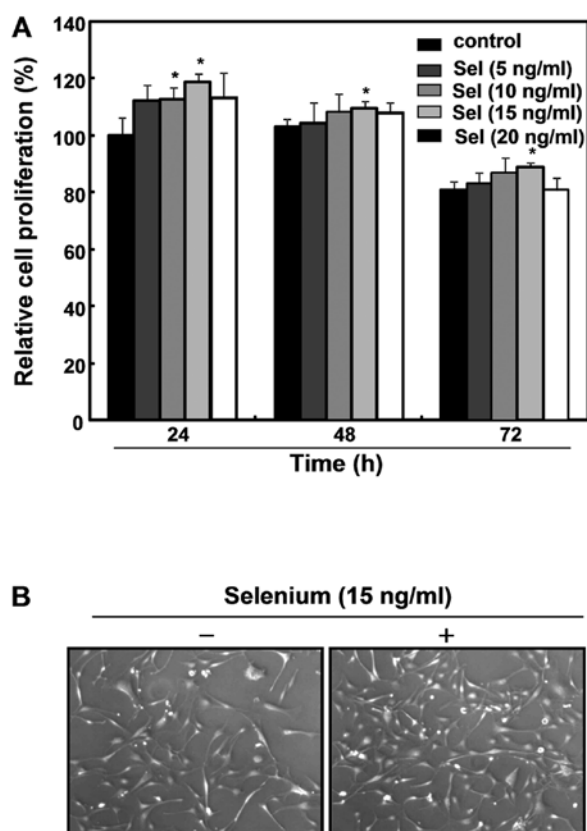 A
Relative cell proliferation (%)
140
120
100
80
60
40
20
0
control
Sel (5 ng/ml)
Sel (10 ng/ml)
Sel (15 ng/ml)
Sel (20 ng/ml)
* *
*
*
24 48 72
Time (h)
B
Selenium (15 ng/ml)
– +